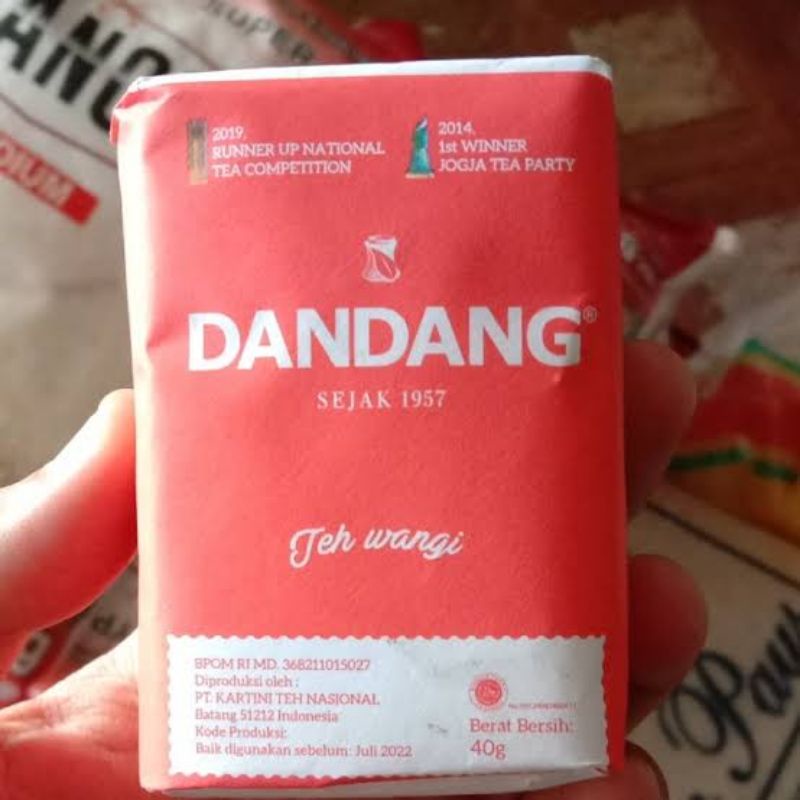 2019.
RUNNER UP NATIONAL
TEA COMPETITION
2014.
1st WINNER
JOGJA TEA PARTY
DANDANG®
SEJAK 1957
Teh wangi
BPOM RI MD. 368211015027
Diproduksi oleh :
PT. KARTINI TEH NASIONAL
Batang 51212 Indonesia
Kode Produksi:
Baik digunakan sebelum: Juli 2022
Berat Bersih:
40g